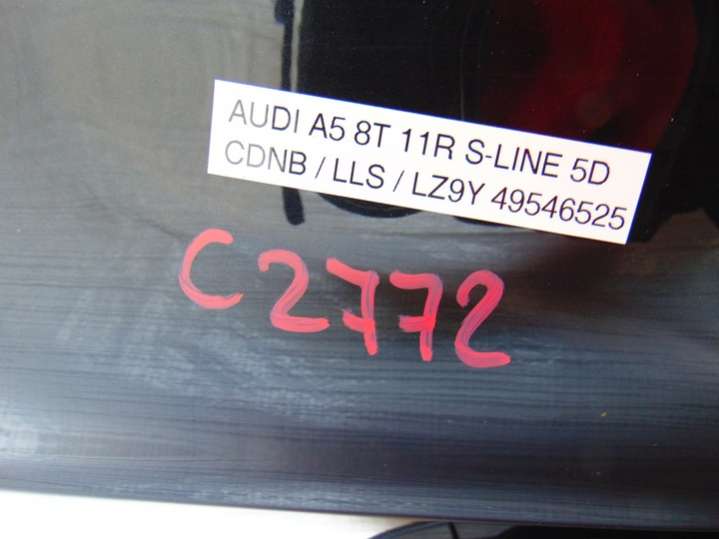 AUDI A5 8T 11R S-LINE 5D
CDNB / LLS / LZ9Y 49546525
C2772